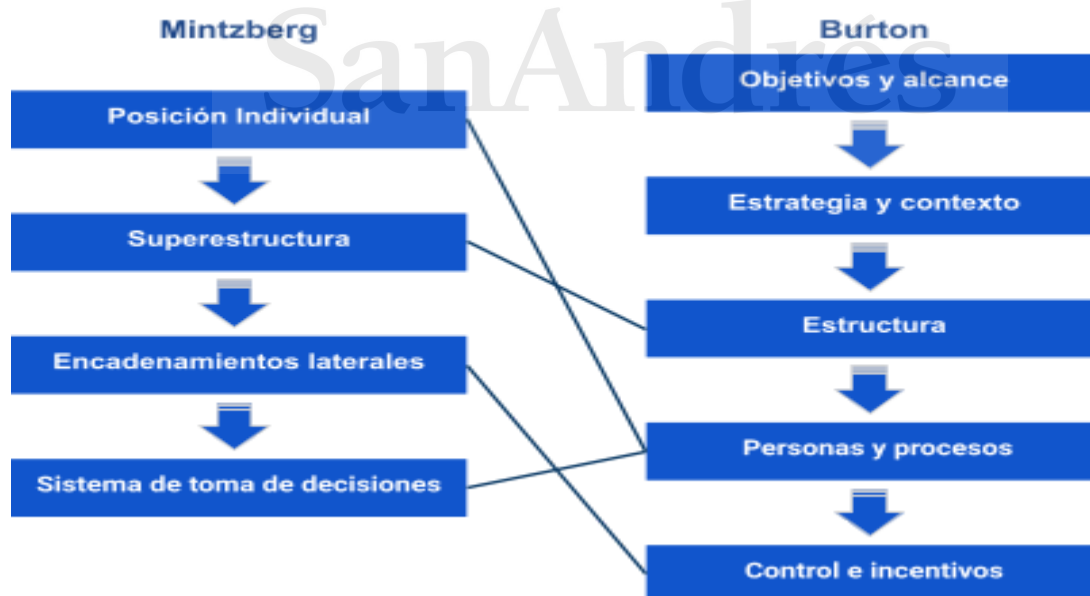 SanAndrés
Mintzberg
Posición Individual
Superestructura
Encadenamientos laterales
Sistema de toma de decisiones
Burton
Objetivos y alcance
Estrategia y contexto
Estructura
Personas y procesos
Control e incentivos